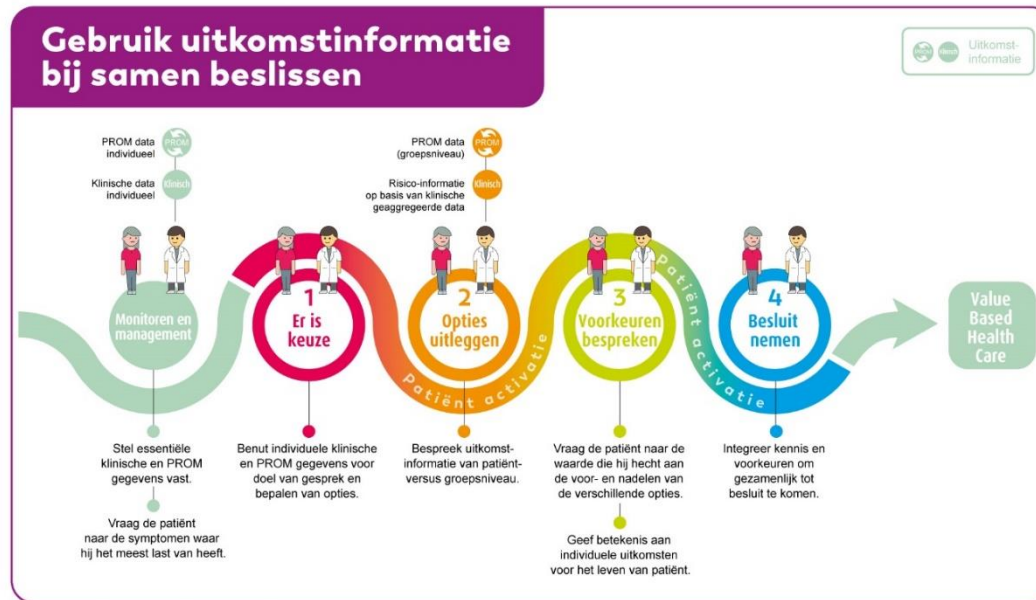 Gebruik uitkomstinformatie
bij samen beslissen
PROM
Klinisch
Uitkomst-
informatie
PROM data
individueel
PROM
Klinische data
individueel
Klinisch
PROM data
(groepsniveau)
PROM
Risico-informatie
op basis van klinische
geaggregeerde data
Klinisch
Monitoren en
management
1
Er is
keuze
2
Opties
uitleggen
3
Voorkeuren
bespreken
4
Besluit
nemen
Patiënt activatie
Patiënt activatie
Value
Based
Health
Care
Stel essentiële
klinische en PROM
gegevens vast.
Vraag de patiënt
naar de symptomen waar
hij het meest last van heeft.
Benut individuele klinische
en PROM gegevens voor
doel van gesprek en
bepalen van opties.
Bespreek uitkomst-
informatie van patiënt-
versus groepsniveau.
Vraag de patiënt naar de
waarde die hij hecht aan
de voor- en nadelen van
de verschillende opties.
Geef betekenis aan
individuele uitkomsten
voor het leven van patiënt.
Integreer kennis en
voorkeuren om
gezamenlijk tot
besluit te komen.